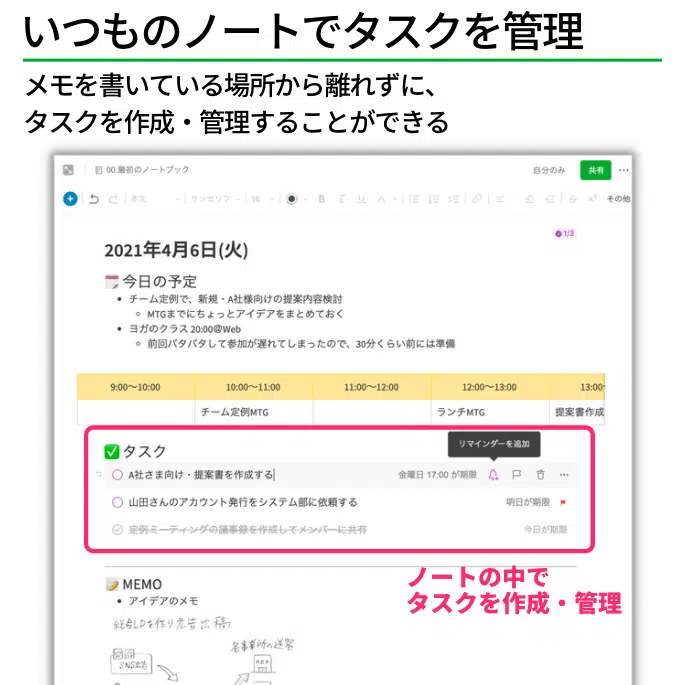 いつものノートでタスクを管理
メモを書いている場所から離れずに、
タスクを作成・管理することができる
00.最初のノートブック
自分のみ
共有
本文
サンセリフ
16
B I U A
その他
1/3
2021年4月6日(火)
今日の予定
チーム定例で、新規・A社様向けの提案内容検討
MTGまでにちょっとアイデアをまとめておく
ヨガのクラス 20:00@Web
前回バタバタして参加が遅れてしまったので、30分くらい前には準備
9:00〜10:00 10:00〜11:00 11:00〜12:00 12:00〜13:00 13:00
チーム定例MTG ランチMTG 提案書作成
タスク
リマインダーを追加
A社さま向け・提案書を作成する 金曜日 17:00 が期限
山田さんのアカウント発行をシステム部に依頼する 明日が期限
定例ミーティングの議事録を作成してメンバーに共有 今日が期限
ノートの中で
タスクを作成・管理
MEMO
アイデアのメモ
各事業所へ送客
SNS広告